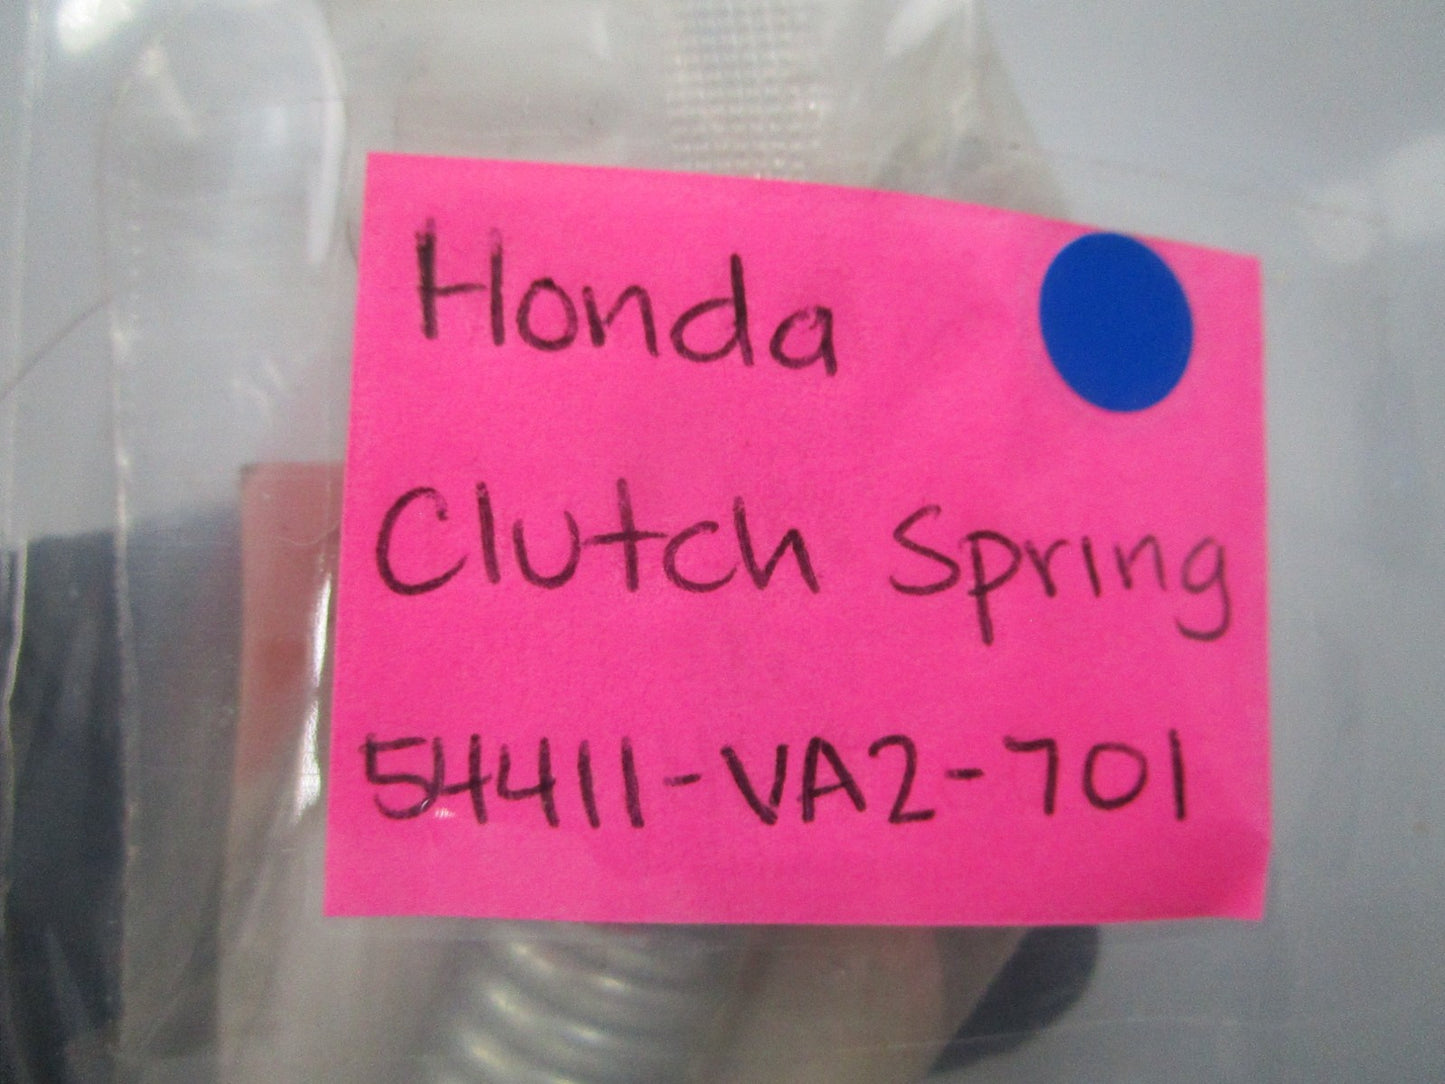 Honda
Clutch Spring
54411-VA2-701